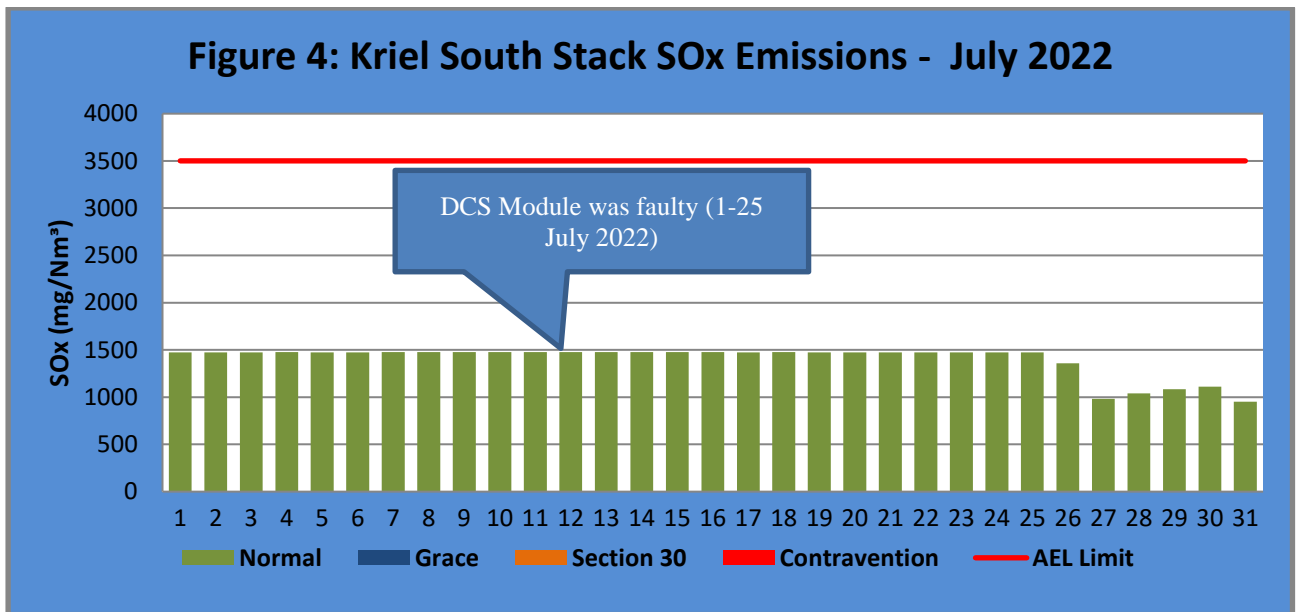 Figure 4: Kriel South Stack SOx Emissions - July 2022
4000
3500
3000
2500
2000
1500
1000
500
0
SOx (mg/Nm³)
DCS Module was faulty (1-25
July 2022)
1 2 3 4 5 6 7 8 9 10 11 12 13 14 15 16 17 18 19 20 21 22 23 24 25 26 27 28 29 30 31
Normal Grace Section 30 Contravention AEL Limit